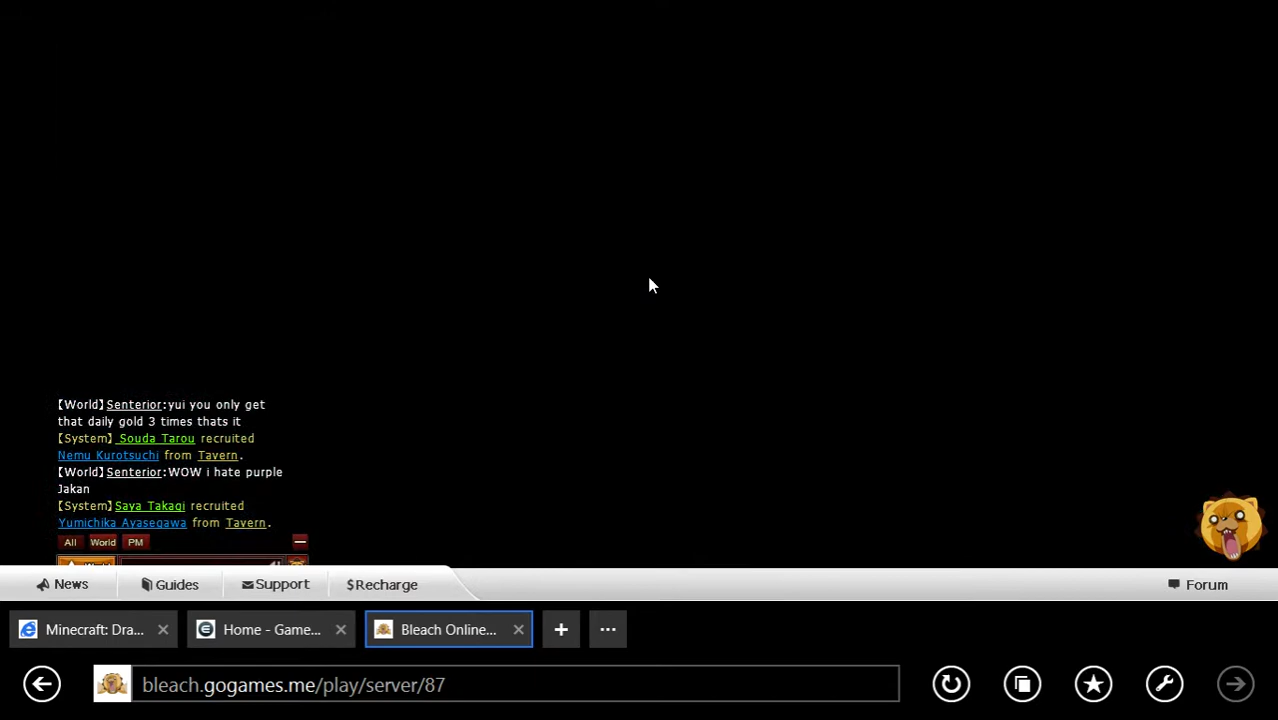 【World】Senterior:yui you only get
that daily gold 3 times thats it
【System】 Souda Tarou recruited
Nemu Kurotsuchi from Tavern.
【World】Senterior:WOW i hate purple
Jakan
【System】Saya Takagi recruited
Yumichika Ayasegawa from Tavern.
All World PM
World
News Guides Support $Recharge Forum
Minecraft: Dra... Home - Game... Bleach Online...
bleach.gogames.me/play/server/87